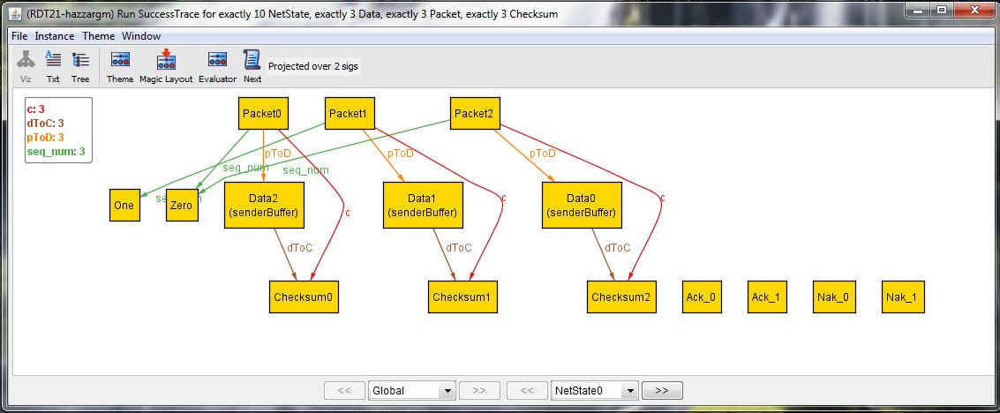 (RDT21-hazzargm) Run SuccessTrace for exactly 10 NetState, exactly 3 Data, exactly 3 Packet, exactly 3 Checksum
File Instance Theme Window
Viz Txt Tree Theme Magic Layout Evaluator Next Projected over 2 sigs
c: 3
dToC: 3
pToD: 3
seq_num: 3
Packet0 Packet1 Packet2
pToD pToD pToD
seq_num seq_num
One Zero
Data2
(senderBuffer)
Data1
(senderBuffer)
Data0
(senderBuffer)
c c c
dToC dToC dToC
Checksum0 Checksum1 Checksum2 Ack_0 Ack_1 Nak_0 Nak_1
<< Global >> << NetState0 >>